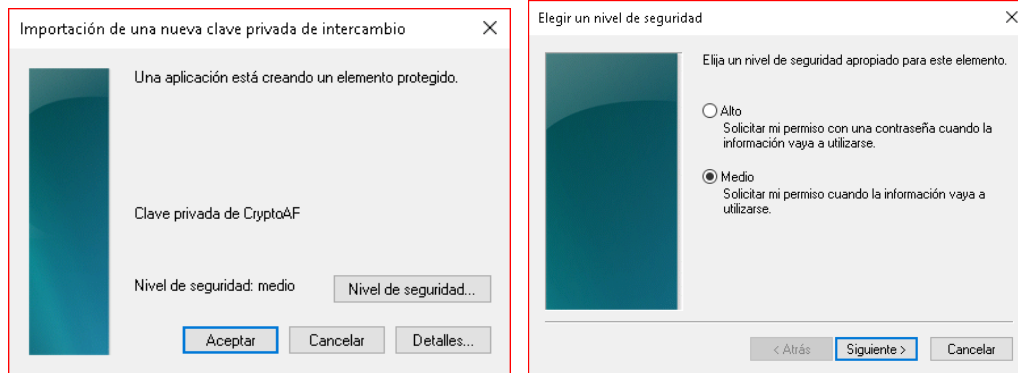 Importación de una nueva clave privada de intercambio
Una aplicación está creando un elemento protegido.
Clave privada de CryptoAF
Nivel de seguridad: medio
Nivel de seguridad...
Aceptar
Cancelar
Detalles...
Elegir un nivel de seguridad
Elija un nivel de seguridad apropiado para este elemento.
Alto
Solicitar mi permiso con una contraseña cuando la
información vaya a utilizarse.
Medio
Solicitar mi permiso cuando la información vaya a
utilizarse.
< Atrás
Siguiente >
Cancelar